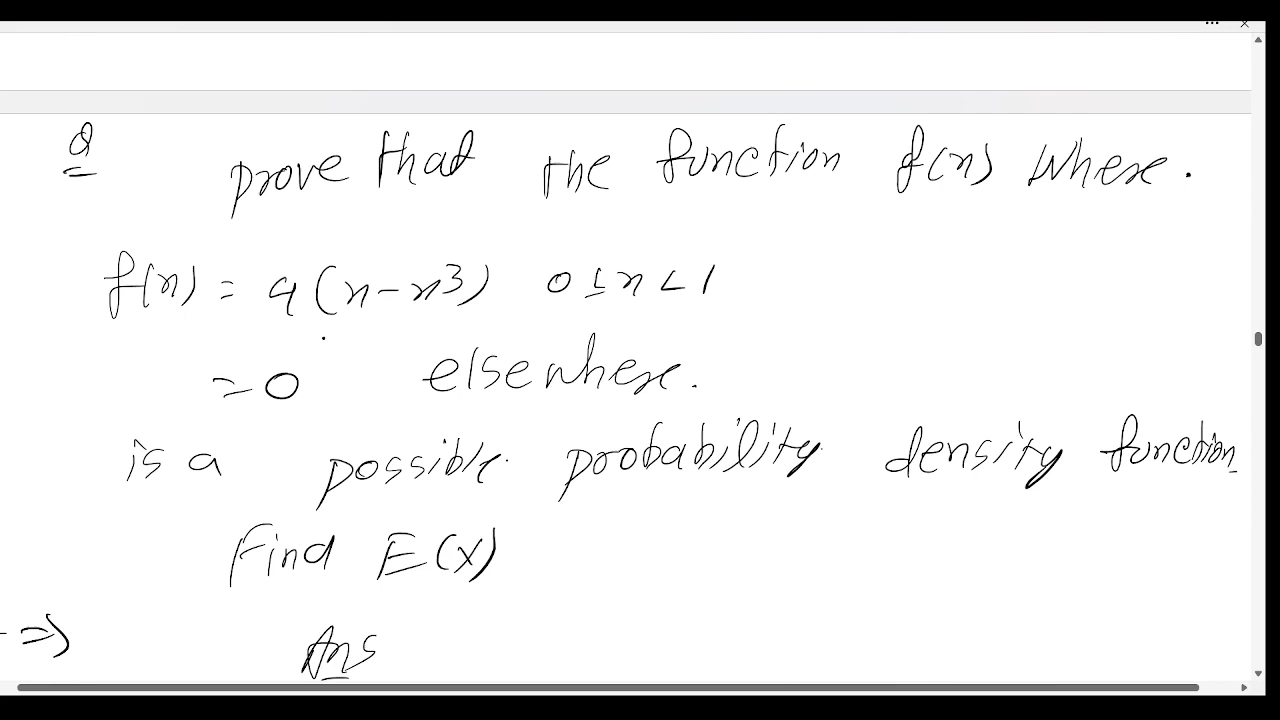 Q
prove that the function f(x) where.
f(x) = 4(x-x3) 0≤x<1
=0 elsewhere.
is a possible probability density function
Find E(X)
⇒ Ans